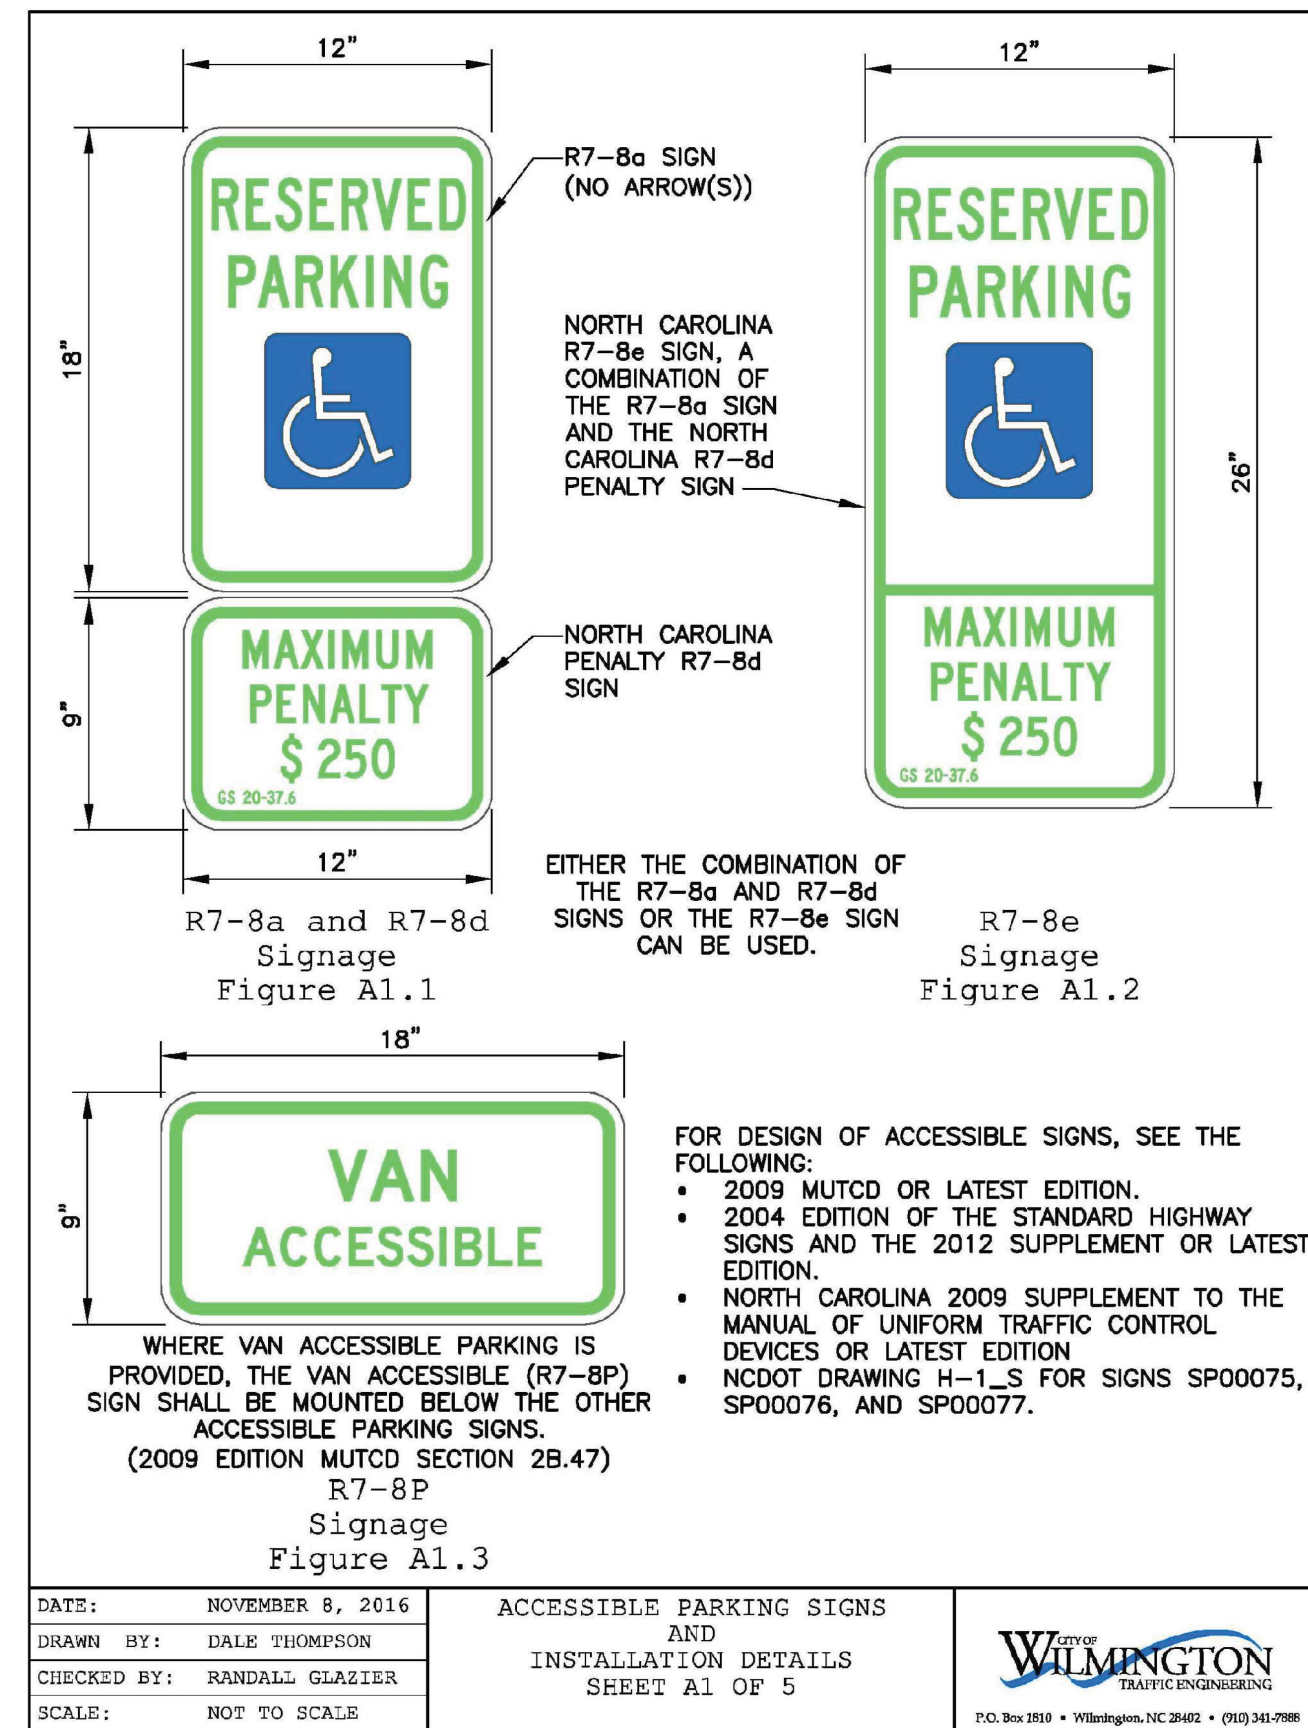 12"
18"
RESERVED
PARKING
R7-8a SIGN
(NO ARROW(S))
9"
MAXIMUM
PENALTY
$ 250
GS 20-37.6
NORTH CAROLINA
PENALTY R7-8d
SIGN
12"
R7-8a and R7-8d
Signage
Figure A1.1
12"
26"
RESERVED
PARKING
MAXIMUM
PENALTY
$ 250
GS 20-37.6
NORTH CAROLINA
R7-8e SIGN, A
COMBINATION OF
THE R7-8a SIGN
AND THE NORTH
CAROLINA R7-8d
PENALTY SIGN
EITHER THE COMBINATION OF
THE R7-8a AND R7-8d
SIGNS OR THE R7-8e SIGN
CAN BE USED.
R7-8e
Signage
Figure A1.2
18"
9"
VAN
ACCESSIBLE
WHERE VAN ACCESSIBLE PARKING IS
PROVIDED, THE VAN ACCESSIBLE (R7-8P)
SIGN SHALL BE MOUNTED BELOW THE OTHER
ACCESSIBLE PARKING SIGNS.
(2009 EDITION MUTCD SECTION 2B.47)
R7-8P
Signage
Figure A1.3
FOR DESIGN OF ACCESSIBLE SIGNS, SEE THE
FOLLOWING:
• 2009 MUTCD OR LATEST EDITION.
• 2004 EDITION OF THE STANDARD HIGHWAY
SIGNS AND THE 2012 SUPPLEMENT OR LATEST
EDITION.
• NORTH CAROLINA 2009 SUPPLEMENT TO THE
MANUAL OF UNIFORM TRAFFIC CONTROL
DEVICES OR LATEST EDITION
• NCDOT DRAWING H-1_S FOR SIGNS SP00075,
SP00076, AND SP00077.
DATE: NOVEMBER 8, 2016
DRAWN BY: DALE THOMPSON
CHECKED BY: RANDALL GLAZIER
SCALE: NOT TO SCALE
ACCESSIBLE PARKING SIGNS
AND
INSTALLATION DETAILS
SHEET A1 OF 5
CITY OF
WILMINGTON
TRAFFIC ENGINEERING
P.O. Box 1810 • Wilmington, NC 28402 • (910) 341-7888